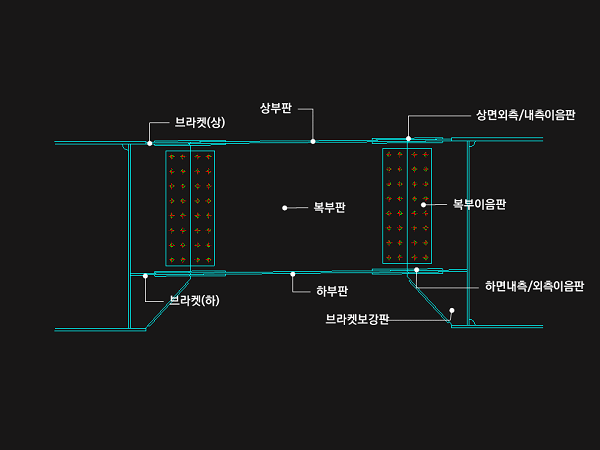 상부판
브라켓(상)
상면외측/내측이음판
복부판
복부이음판
하부판
브라켓(하)
하면내측/외측이음판
브라켓보강판